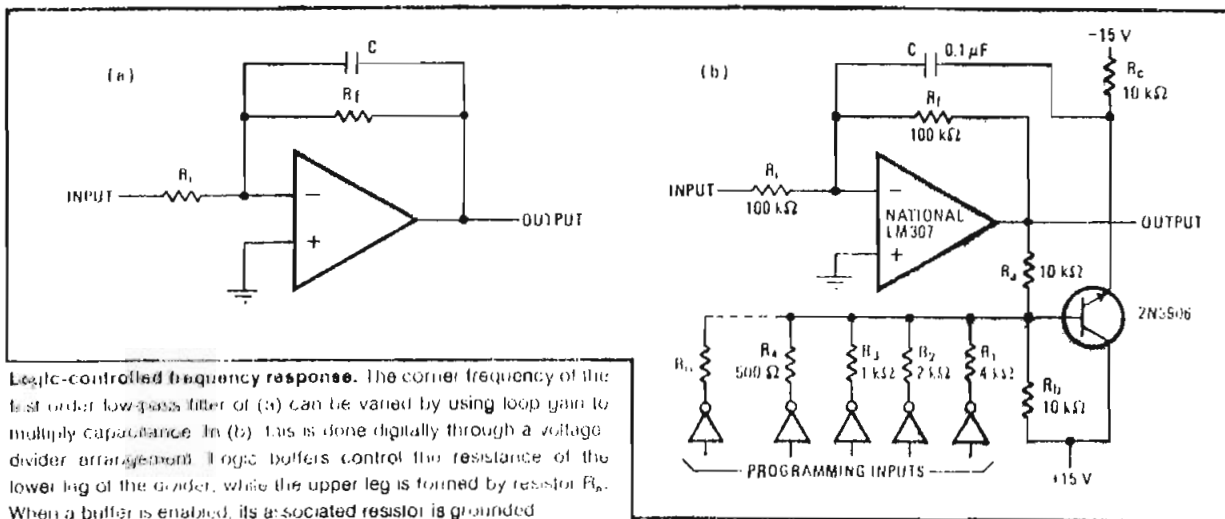 (a)
C
Rf
Ri
INPUT
OUTPUT
(b)
C 0.1 µF
Rf
100 kΩ
Ri
100 kΩ
INPUT
NATIONAL
LM307
OUTPUT
-15 V
Rc
10 kΩ
Ra 10 kΩ
2N3906
Rn
R4
500 Ω
R3
1 kΩ
R2
2 kΩ
R1
4 kΩ
Rb
10 kΩ
+15 V
PROGRAMMING INPUTS
Logic-controlled frequency response. The corner frequency of the
first order low-pass filter of (a) can be varied by using loop gain to
multiply capacitance. In (b), this is done digitally through a voltage
divider arrangement. Logic buffers control the resistance of the
lower leg of the divider, while the upper leg is formed by resistor
When a buffer is enabled, its associated resistor is grounded